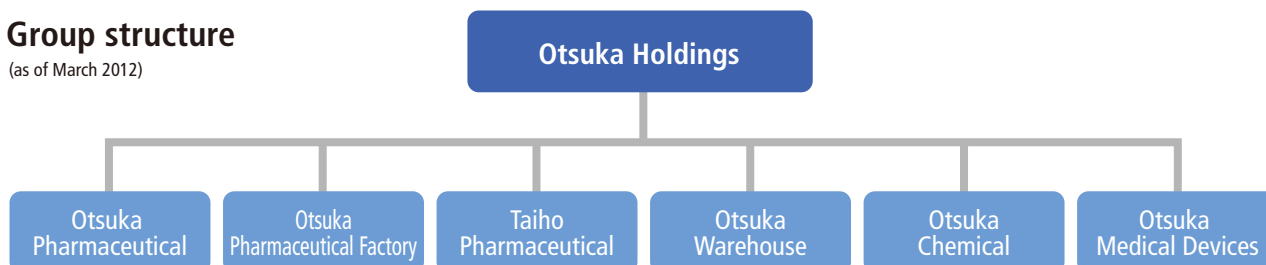 Group structure
(as of March 2012)
Otsuka Holdings
Otsuka
Pharmaceutical
Otsuka
Pharmaceutical Factory
Taiho
Pharmaceutical
Otsuka
Warehouse
Otsuka
Chemical
Otsuka
Medical Devices